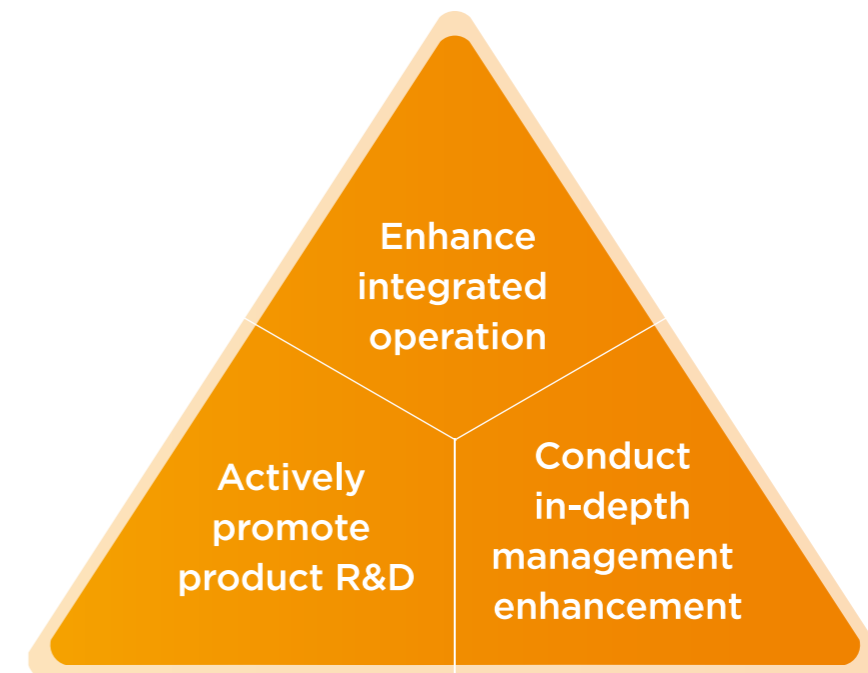 Enhance
integrated
operation
Actively
promote
product R&D
Conduct
in-depth
management
enhancement